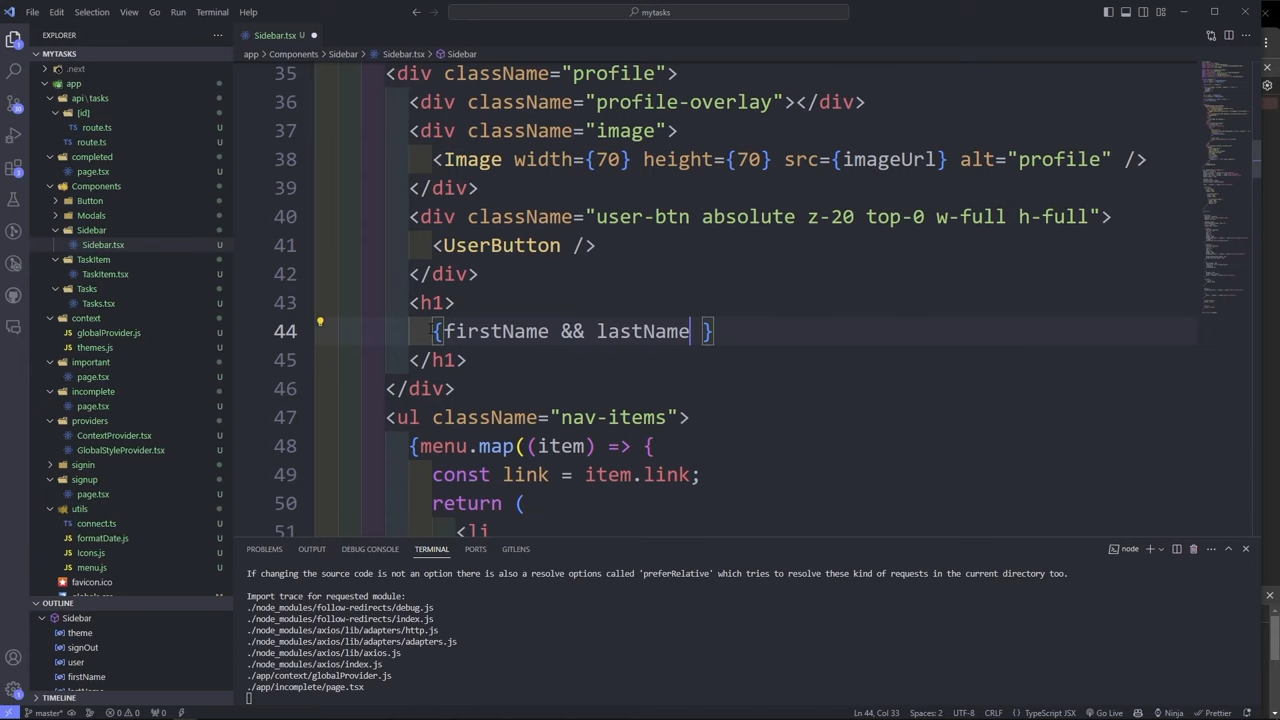 File Edit Selection View Go Run Terminal Help
mytasks
EXPLORER
MYTASKS
.next
app
api\tasks
[id]
route.ts U
route.ts U
completed
page.tsx U
Components
Button
Modals
Sidebar
Sidebar.tsx U
TaskItem
TaskItem.tsx U
Tasks
Tasks.tsx U
context
globalProvider.js U
themes.js U
important
page.tsx U
incomplete
page.tsx U
providers
ContextProvider.tsx U
GlobalStyleProvider.tsx U
signin
signup
page.tsx U
utils
connect.ts U
formatDate.js U
Icons.js U
menu.js U
favicon.ico
OUTLINE
Sidebar
theme
signOut
user
firstName
TIMELINE
Sidebar.tsx U
app > Components > Sidebar > Sidebar.tsx > Sidebar
35 <div className="profile">
36 <div className="profile-overlay"></div>
37 <div className="image">
38 <Image width={70} height={70} src={imageUrl} alt="profile" />
39 </div>
40 <div className="user-btn absolute z-20 top-0 w-full h-full">
41 <UserButton />
42 </div>
43 <h1>
44 {firstName && lastName }
45 </h1>
46 </div>
47 <ul className="nav-items">
48 {menu.map((item) => {
49 const link = item.link;
50 return (
51 <li
PROBLEMS OUTPUT DEBUG CONSOLE TERMINAL PORTS GITLENS
node
If changing the source code is not an option there is also a resolve options called 'preferRelative' which tries to resolve these kind of requests in the current directory too.
Import trace for requested module:
./node_modules/follow-redirects/debug.js
./node_modules/follow-redirects/index.js
./node_modules/axios/lib/adapters/http.js
./node_modules/axios/lib/adapters/adapters.js
./node_modules/axios/lib/axios.js
./node_modules/axios/index.js
./app/context/globalProvider.js
./app/incomplete/page.tsx
master* 0 0 0 Ln 44, Col 33 Spaces: 2 UTF-8 CRLF TypeScript JSX Go Live Ninja Prettier